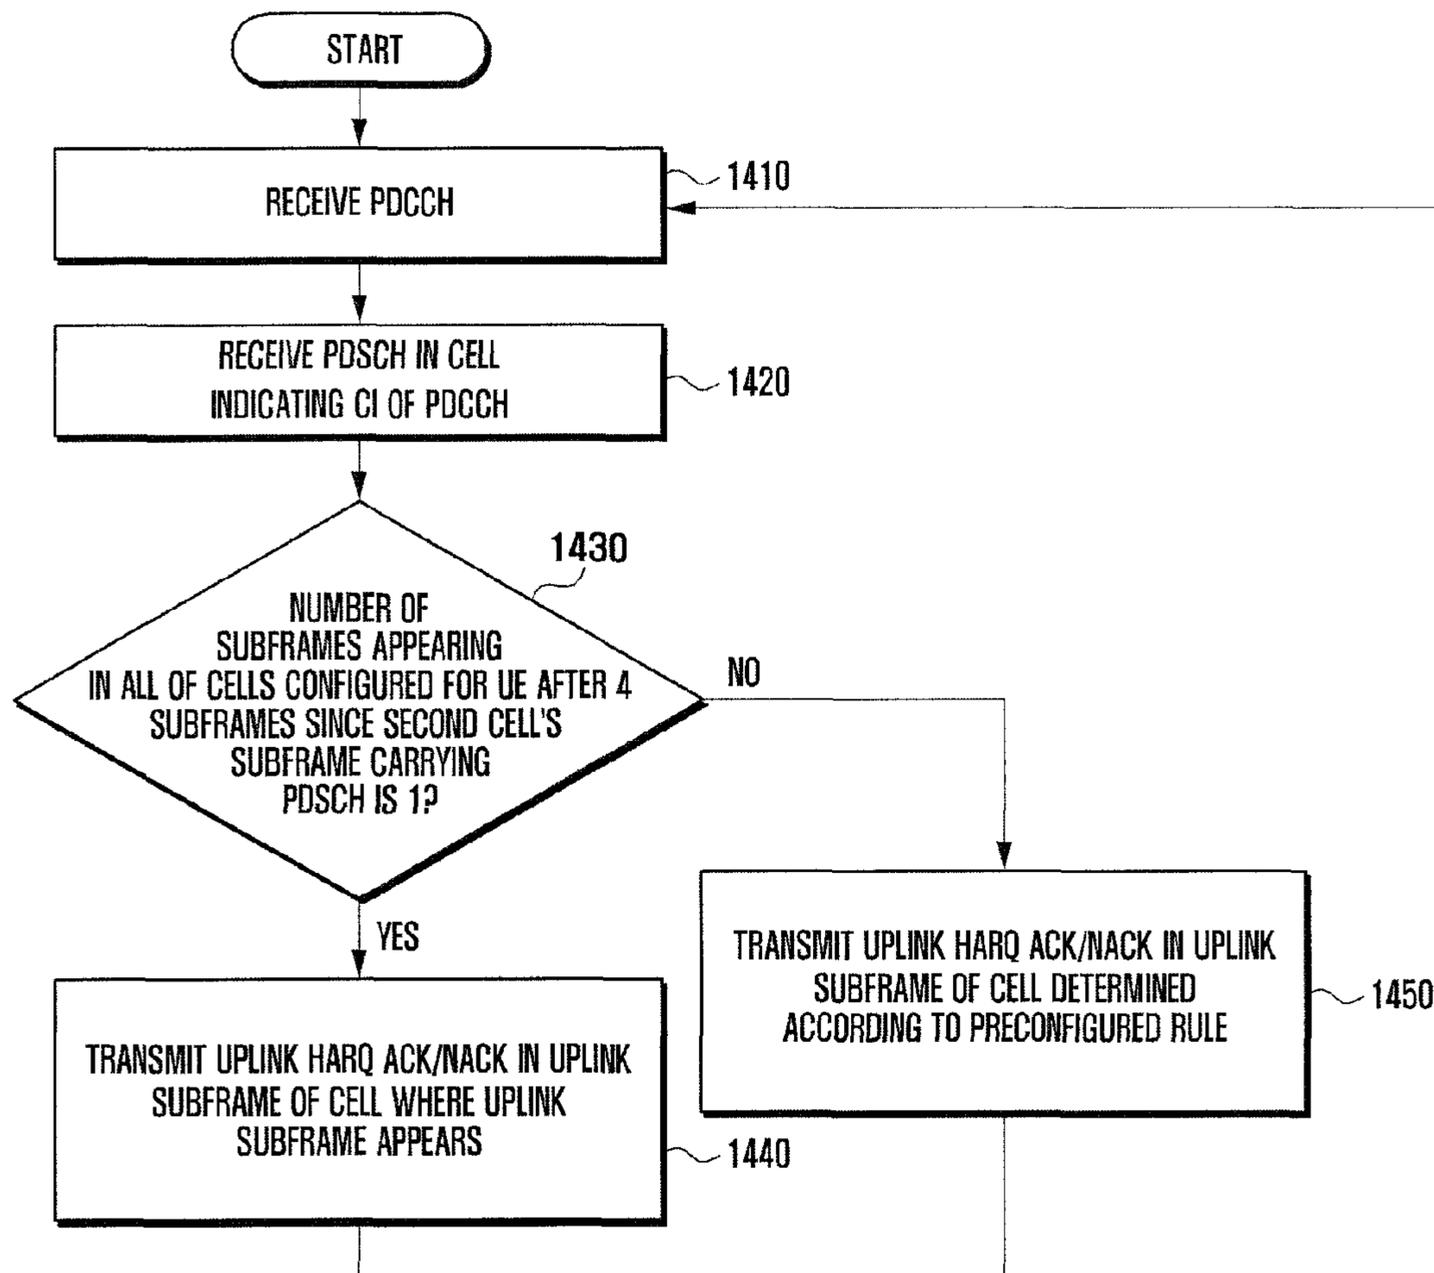 START
RECEIVE PDCCH
1410
RECEIVE PDSCH IN CELL
INDICATING CI OF PDCCH
1420
1430
NUMBER OF
SUBFRAMES APPEARING
IN ALL OF CELLS CONFIGURED FOR UE AFTER 4
SUBFRAMES SINCE SECOND CELL'S
SUBFRAME CARRYING
PDSCH IS 1?
NO
YES
TRANSMIT UPLINK HARQ ACK/NACK IN UPLINK
SUBFRAME OF CELL DETERMINED
ACCORDING TO PRECONFIGURED RULE
1450
TRANSMIT UPLINK HARQ ACK/NACK IN UPLINK
SUBFRAME OF CELL WHERE UPLINK
SUBFRAME APPEARS
1440